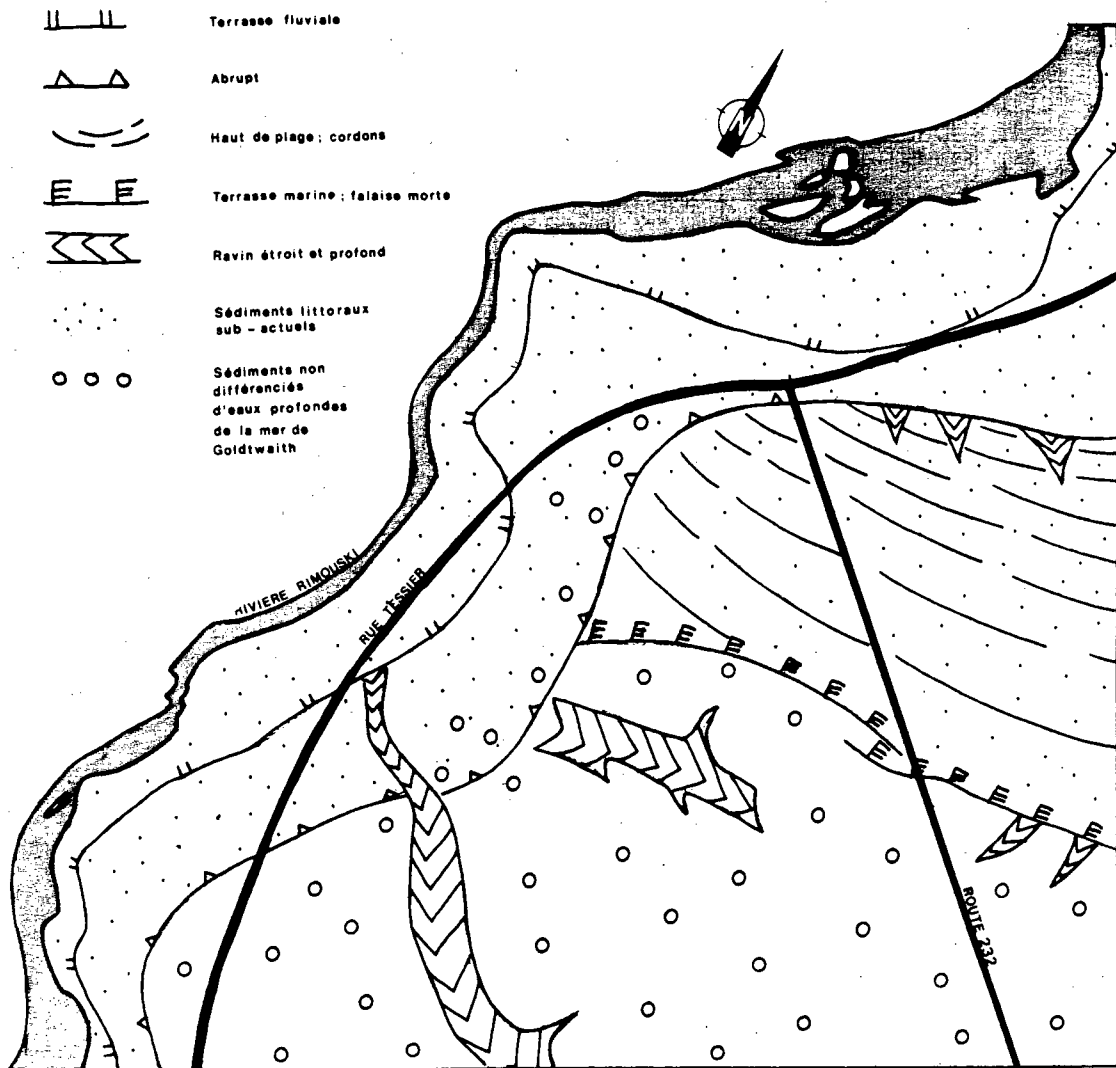 Terrasse fluviale
Abrupt
Haut de plage ; cordons
Terrasse marine ; falaise morte
Ravin étroit et profond
Sédiments littoraux
sub - actuels
Sédiments non
différenciés
d'eaux profondes
de la mer de
Goldtwaith
N
RIVIERE RIMOUSKI
RUE TESSIER
ROUTE 232